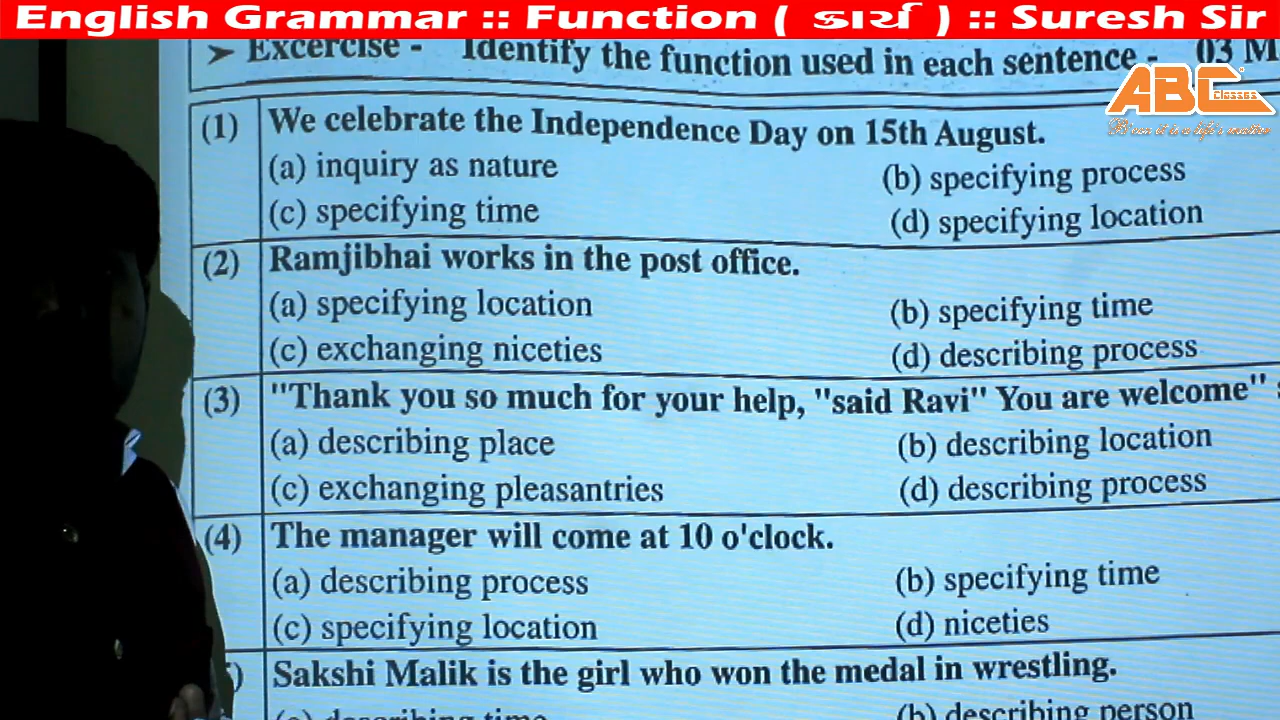 English Grammar :: Function ( કાર્ય ) :: Suresh Sir
➤ Excercise - Identify the function used in each sentence - 03 M
ABC Classes
(1) We celebrate the Independence Day on 15th August.
(a) inquiry as nature (b) specifying process
(c) specifying time (d) specifying location
(2) Ramjibhai works in the post office.
(a) specifying location (b) specifying time
(c) exchanging niceties (d) describing process
(3) "Thank you so much for your help, "said Ravi" You are welcome"
(a) describing place (b) describing location
(c) exchanging pleasantries (d) describing process
(4) The manager will come at 10 o'clock.
(a) describing process (b) specifying time
(c) specifying location (d) niceties
) Sakshi Malik is the girl who won the medal in wrestling.
(a) describing time (b) describing person